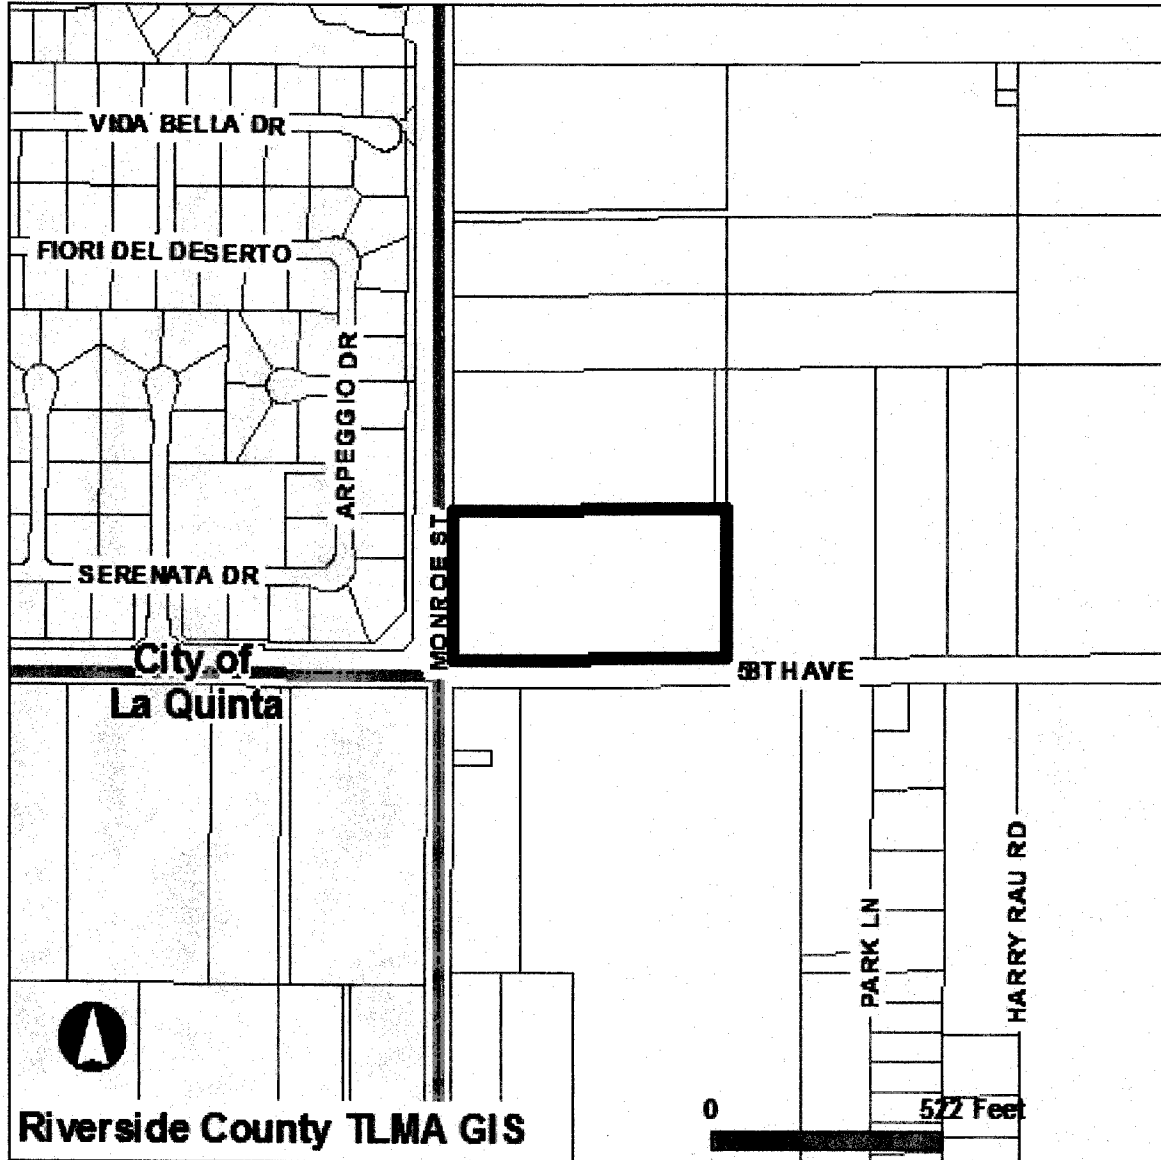 VIDA BELLA DR
FIORI DEL DESERTO
ARPEGGIO DR
MONROE ST
SERENATA DR
City of
La Quinta
58TH AVE
PARK LN
HARRY RAU RD
0 522 Feet
Riverside County TLMA GIS